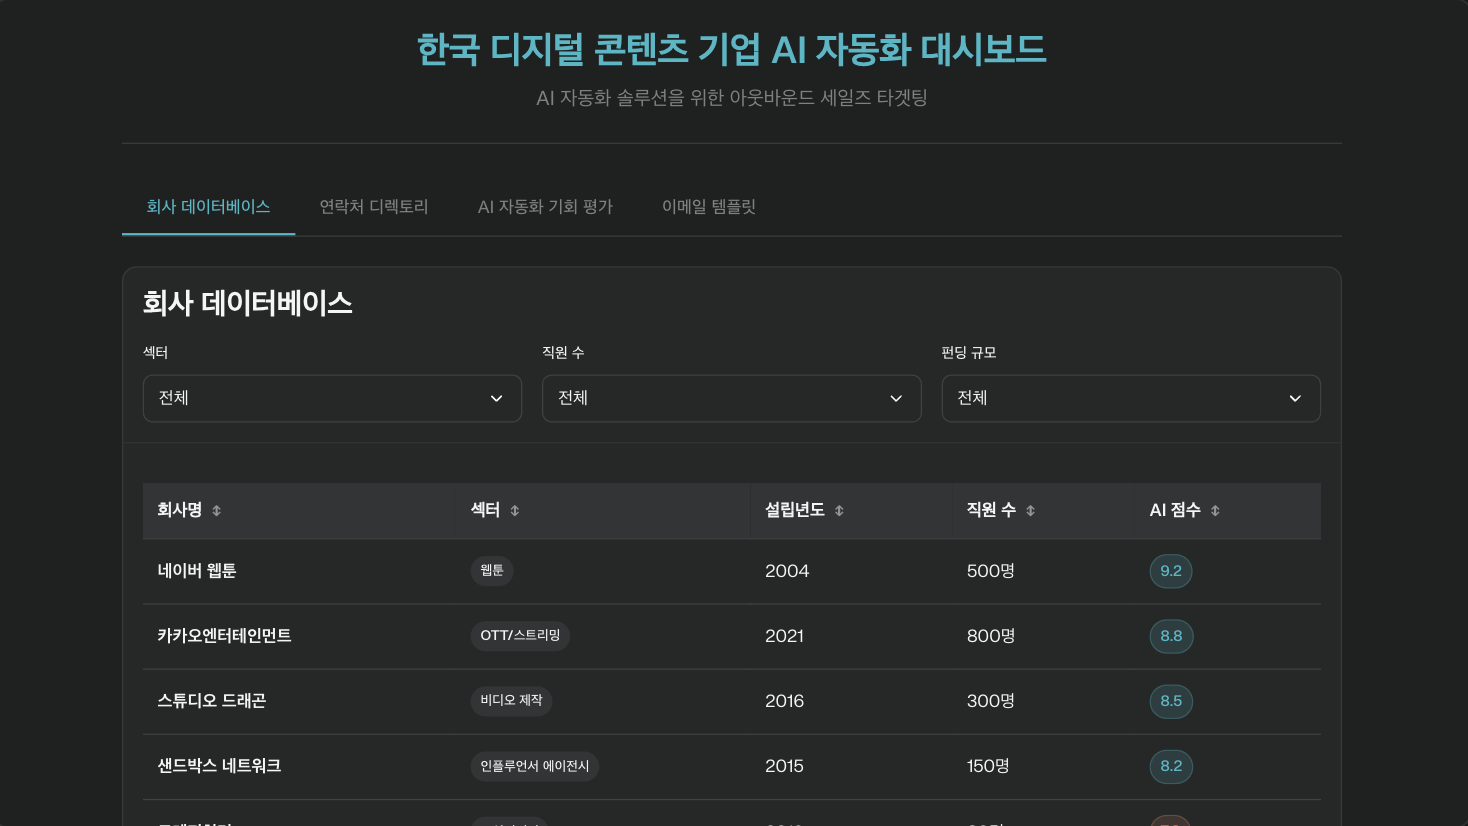 한국 디지털 콘텐츠 기업 AI 자동화 대시보드
AI 자동화 솔루션을 위한 아웃바운드 세일즈 타겟팅
회사 데이터베이스 연락처 디렉토리 AI 자동화 기회 평가 이메일 템플릿
회사 데이터베이스
섹터 직원 수 펀딩 규모
전체 전체 전체
회사명 섹터 설립년도 직원 수 AI 점수
네이버 웹툰 웹툰 2004 500명 9.2
카카오엔터테인먼트 OTT/스트리밍 2021 800명 8.8
스튜디오 드래곤 비디오 제작 2016 300명 8.5
샌드박스 네트워크 인플루언서 에이전시 2015 150명 8.2